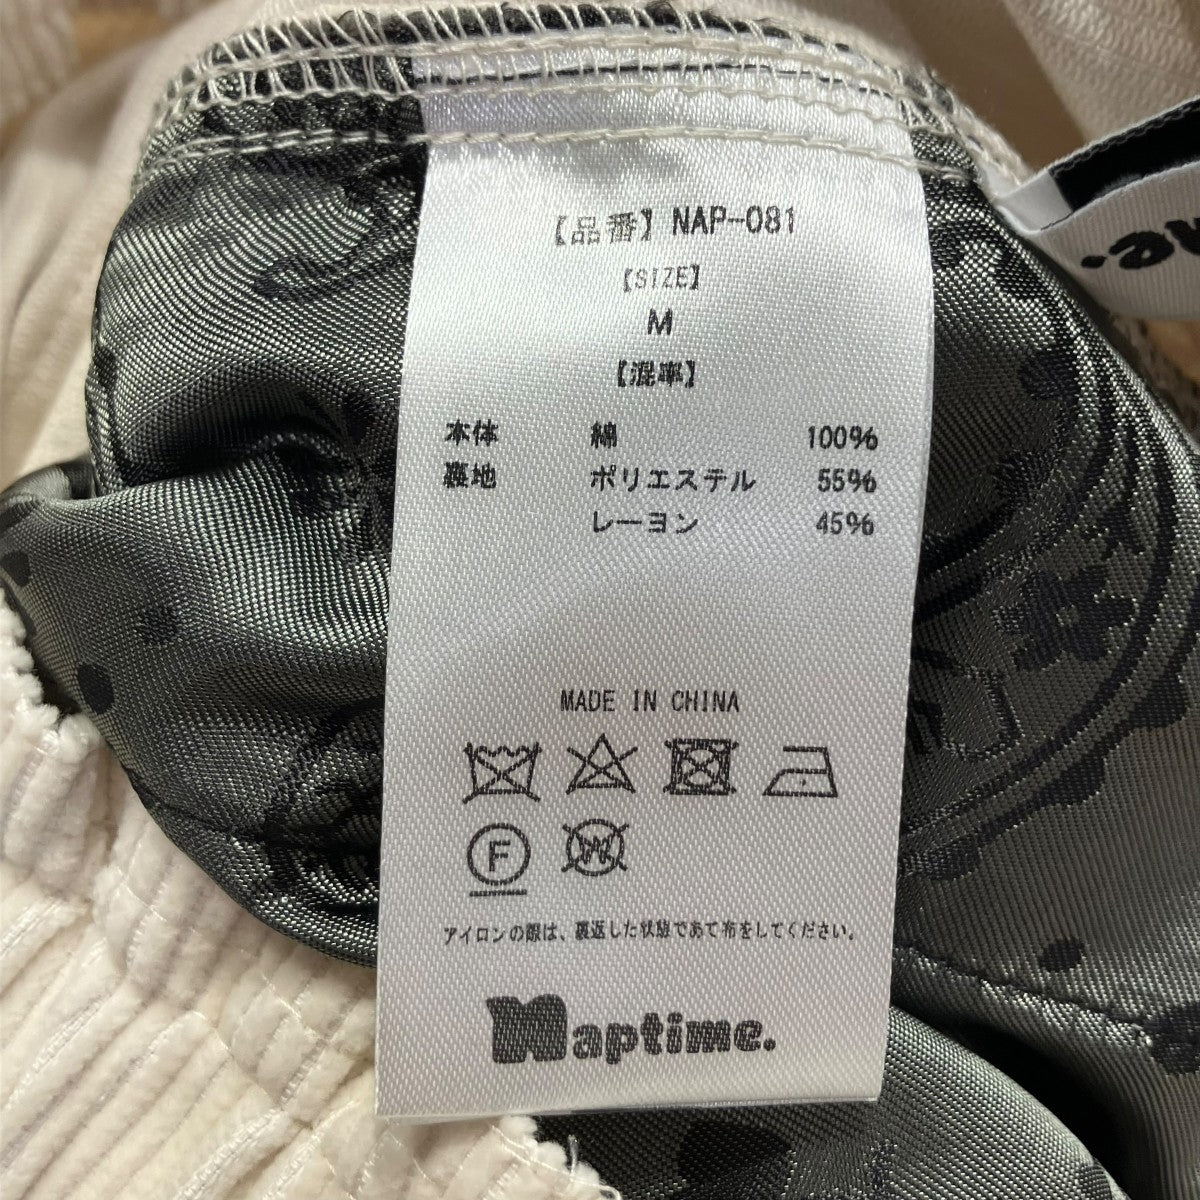 【品番】NAP-081
【SIZE】
M
【混率】
本体 綿 100%
裏地 ポリエステル 55%
レーヨン 45%
MADE IN CHINA
F W
アイロンの際は、裏返した状態であて布をしてください。
Naptime.
me.